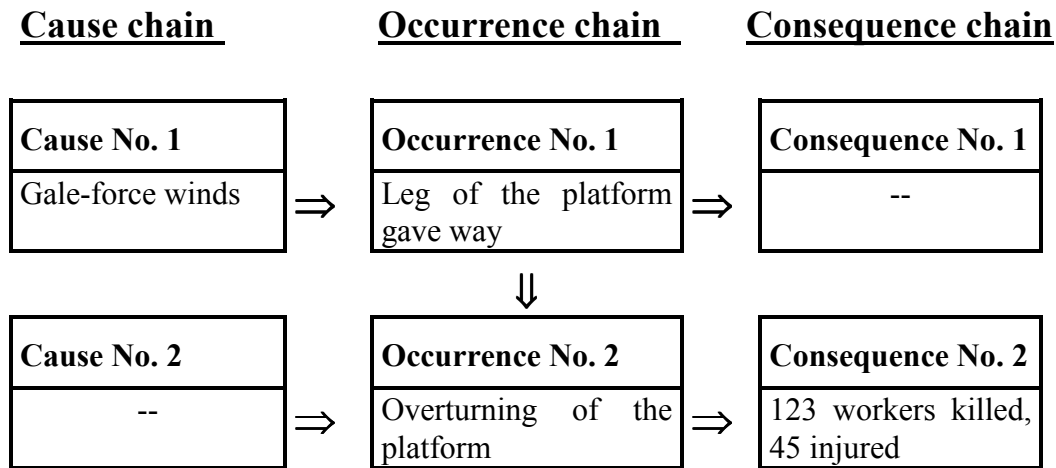 Cause chain Occurrence chain Consequence chain
Cause No. 1
Gale-force winds
⇒
Occurrence No. 1
Leg of the platform
gave way
⇒
Consequence No. 1
--
⇓
Cause No. 2
--
⇒
Occurrence No. 2
Overturning of the
platform
⇒
Consequence No. 2
123 workers killed,
45 injured